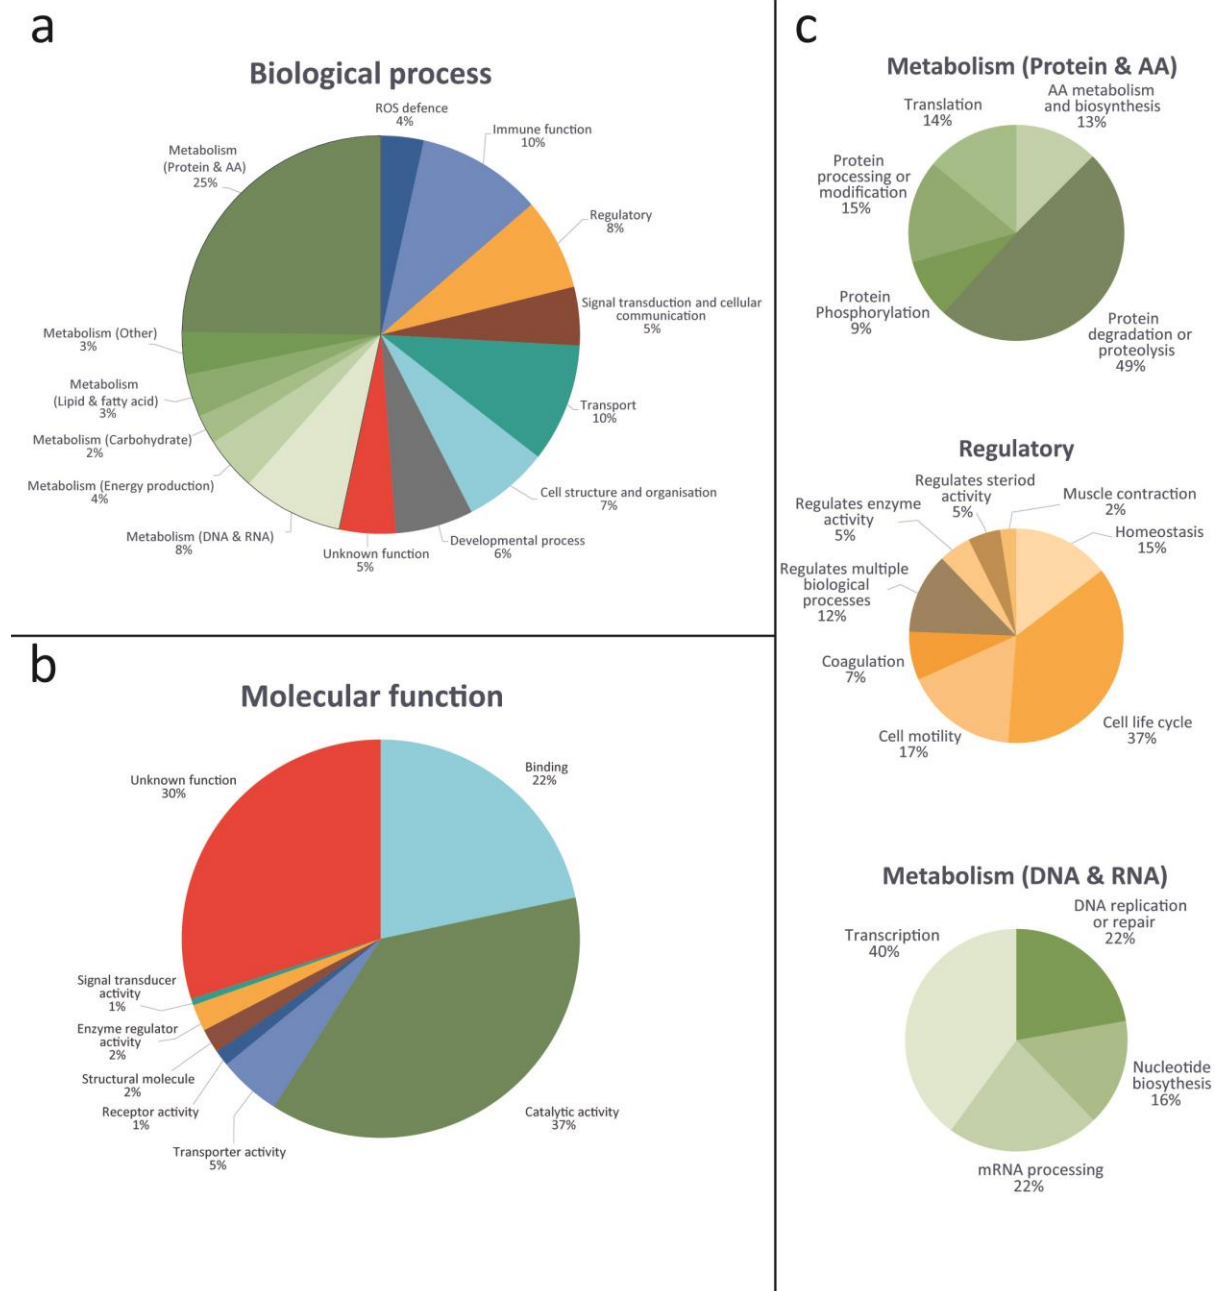 a
Biological process
ROS defence
4%
Immune function
10%
Regulatory
8%
Signal transduction and cellular
communication
5%
Transport
10%
Cell structure and organisation
7%
Developmental process
6%
Unknown function
5%
Metabolism (DNA & RNA)
8%
Metabolism (Energy production)
4%
Metabolism (Carbohydrate)
2%
Metabolism
(Lipid & fatty acid)
3%
Metabolism (Other)
3%
Metabolism
(Protein & AA)
25%
b
Molecular function
Binding
22%
Catalytic activity
37%
Transporter activity
5%
Receptor activity
1%
Structural molecule
2%
Enzyme regulator
activity
2%
Signal transducer
activity
1%
Unknown function
30%
c
Metabolism (Protein & AA)
AA metabolism
and biosynthesis
13%
Protein
degradation or
proteolysis
49%
Protein
Phosphorylation
9%
Protein
processing or
modification
15%
Translation
14%
Regulatory
Muscle contraction
2%
Homeostasis
15%
Cell life cycle
37%
Cell motility
17%
Coagulation
7%
Regulates multiple
biological
processes
12%
Regulates enzyme
activity
5%
Regulates steriod
activity
5%
Metabolism (DNA & RNA)
DNA replication
or repair
22%
Nucleotide
biosythesis
16%
mRNA processing
22%
Transcription
40%